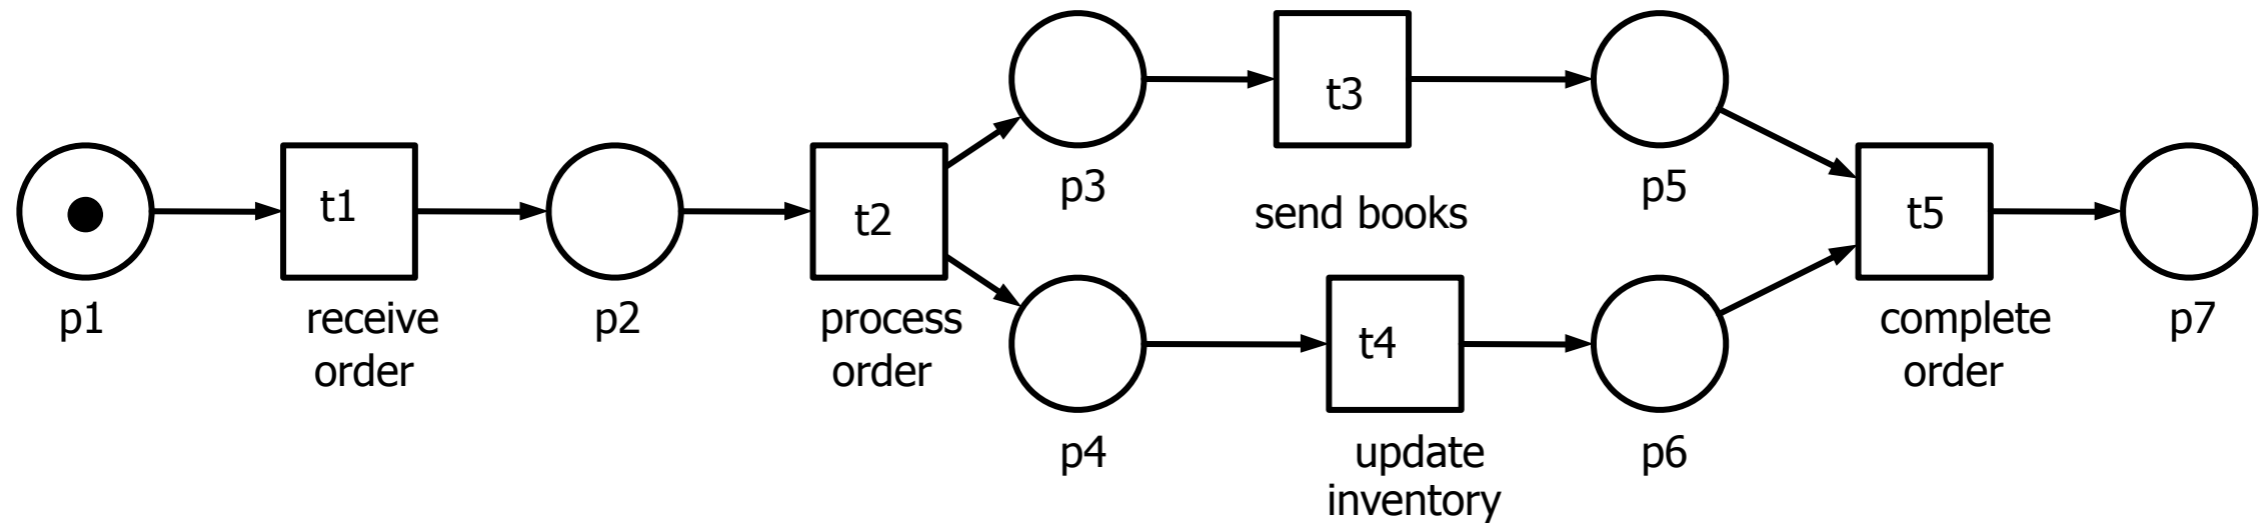 t3
p3
p5
send books
t1
t2
t5
p1
receive
order
p2
process
order
complete
order
p7
t4
p4
update
inventory
p6